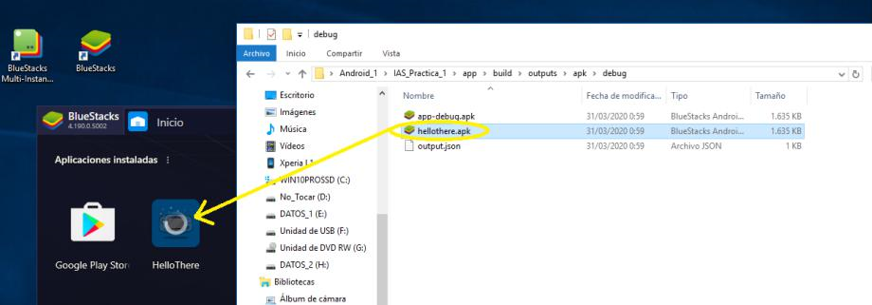 BlueStacks
Multi-Instan...
BlueStacks
BlueStacks
4.190.0.5002
Inicio
Aplicaciones instaladas
Google Play Stor
HelloThere
debug
Archivo Inicio Compartir Vista
Android_1 > IAS_Practica_1 > app > build > outputs > apk > debug
Escritorio
Imágenes
Música
Vídeos
Xperia L1
WIN10PROSSD (C:)
No_Tocar (D:)
DATOS_1 (E:)
Unidad de USB (F:)
Unidad de DVD RW (G:)
DATOS_2 (H:)
Bibliotecas
Álbum de cámara
Nombre Fecha de modifica... Tipo Tamaño
app-debug.apk 31/03/2020 0:59 BlueStacks Androi... 1.635 KB
hellothere.apk 31/03/2020 0:59 BlueStacks Androi... 1.635 KB
output.json 31/03/2020 0:59 Archivo JSON 1 KB